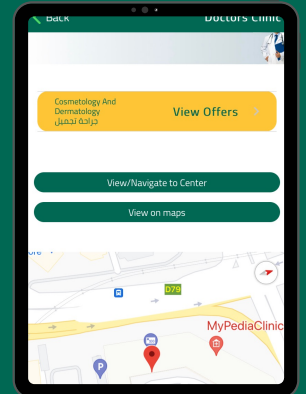 Back
Doctors Clinic
Cosmetology And
Dermatology
جراحة تجميل
View Offers
View/Navigate to Center
View on maps
ore
D79
MyPediaClinic
P